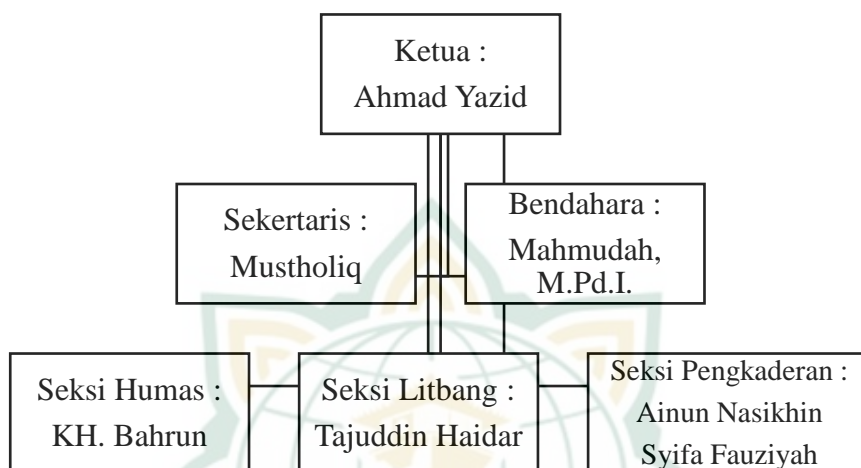 Ketua :
Ahmad Yazid
Sekertaris :
Mustholiq
Bendahara :
Mahmudah,
M.Pd.I.
Seksi Humas :
KH. Bahrun
Seksi Litbang :
Tajuddin Haidar
Seksi Pengkaderan :
Ainun Nasikhin
Syifa Fauziyah